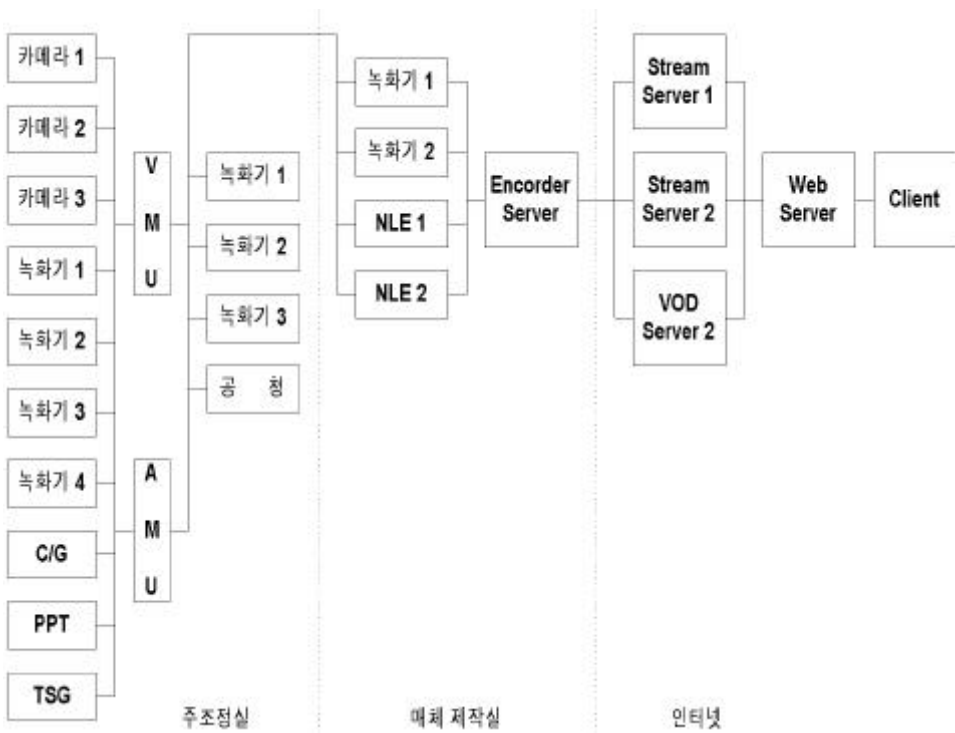 카메라 1
카메라 2
카메라 3
녹화기 1
녹화기 2
녹화기 3
녹화기 4
C/G
PPT
TSG
V
M
U
A
M
U
녹화기 1
녹화기 2
녹화기 3
공 청
주조정실
녹화기 1
녹화기 2
NLE 1
NLE 2
Encorder
Server
매체 제작실
Stream
Server 1
Stream
Server 2
VOD
Server 2
Web
Server
Client
인터넷